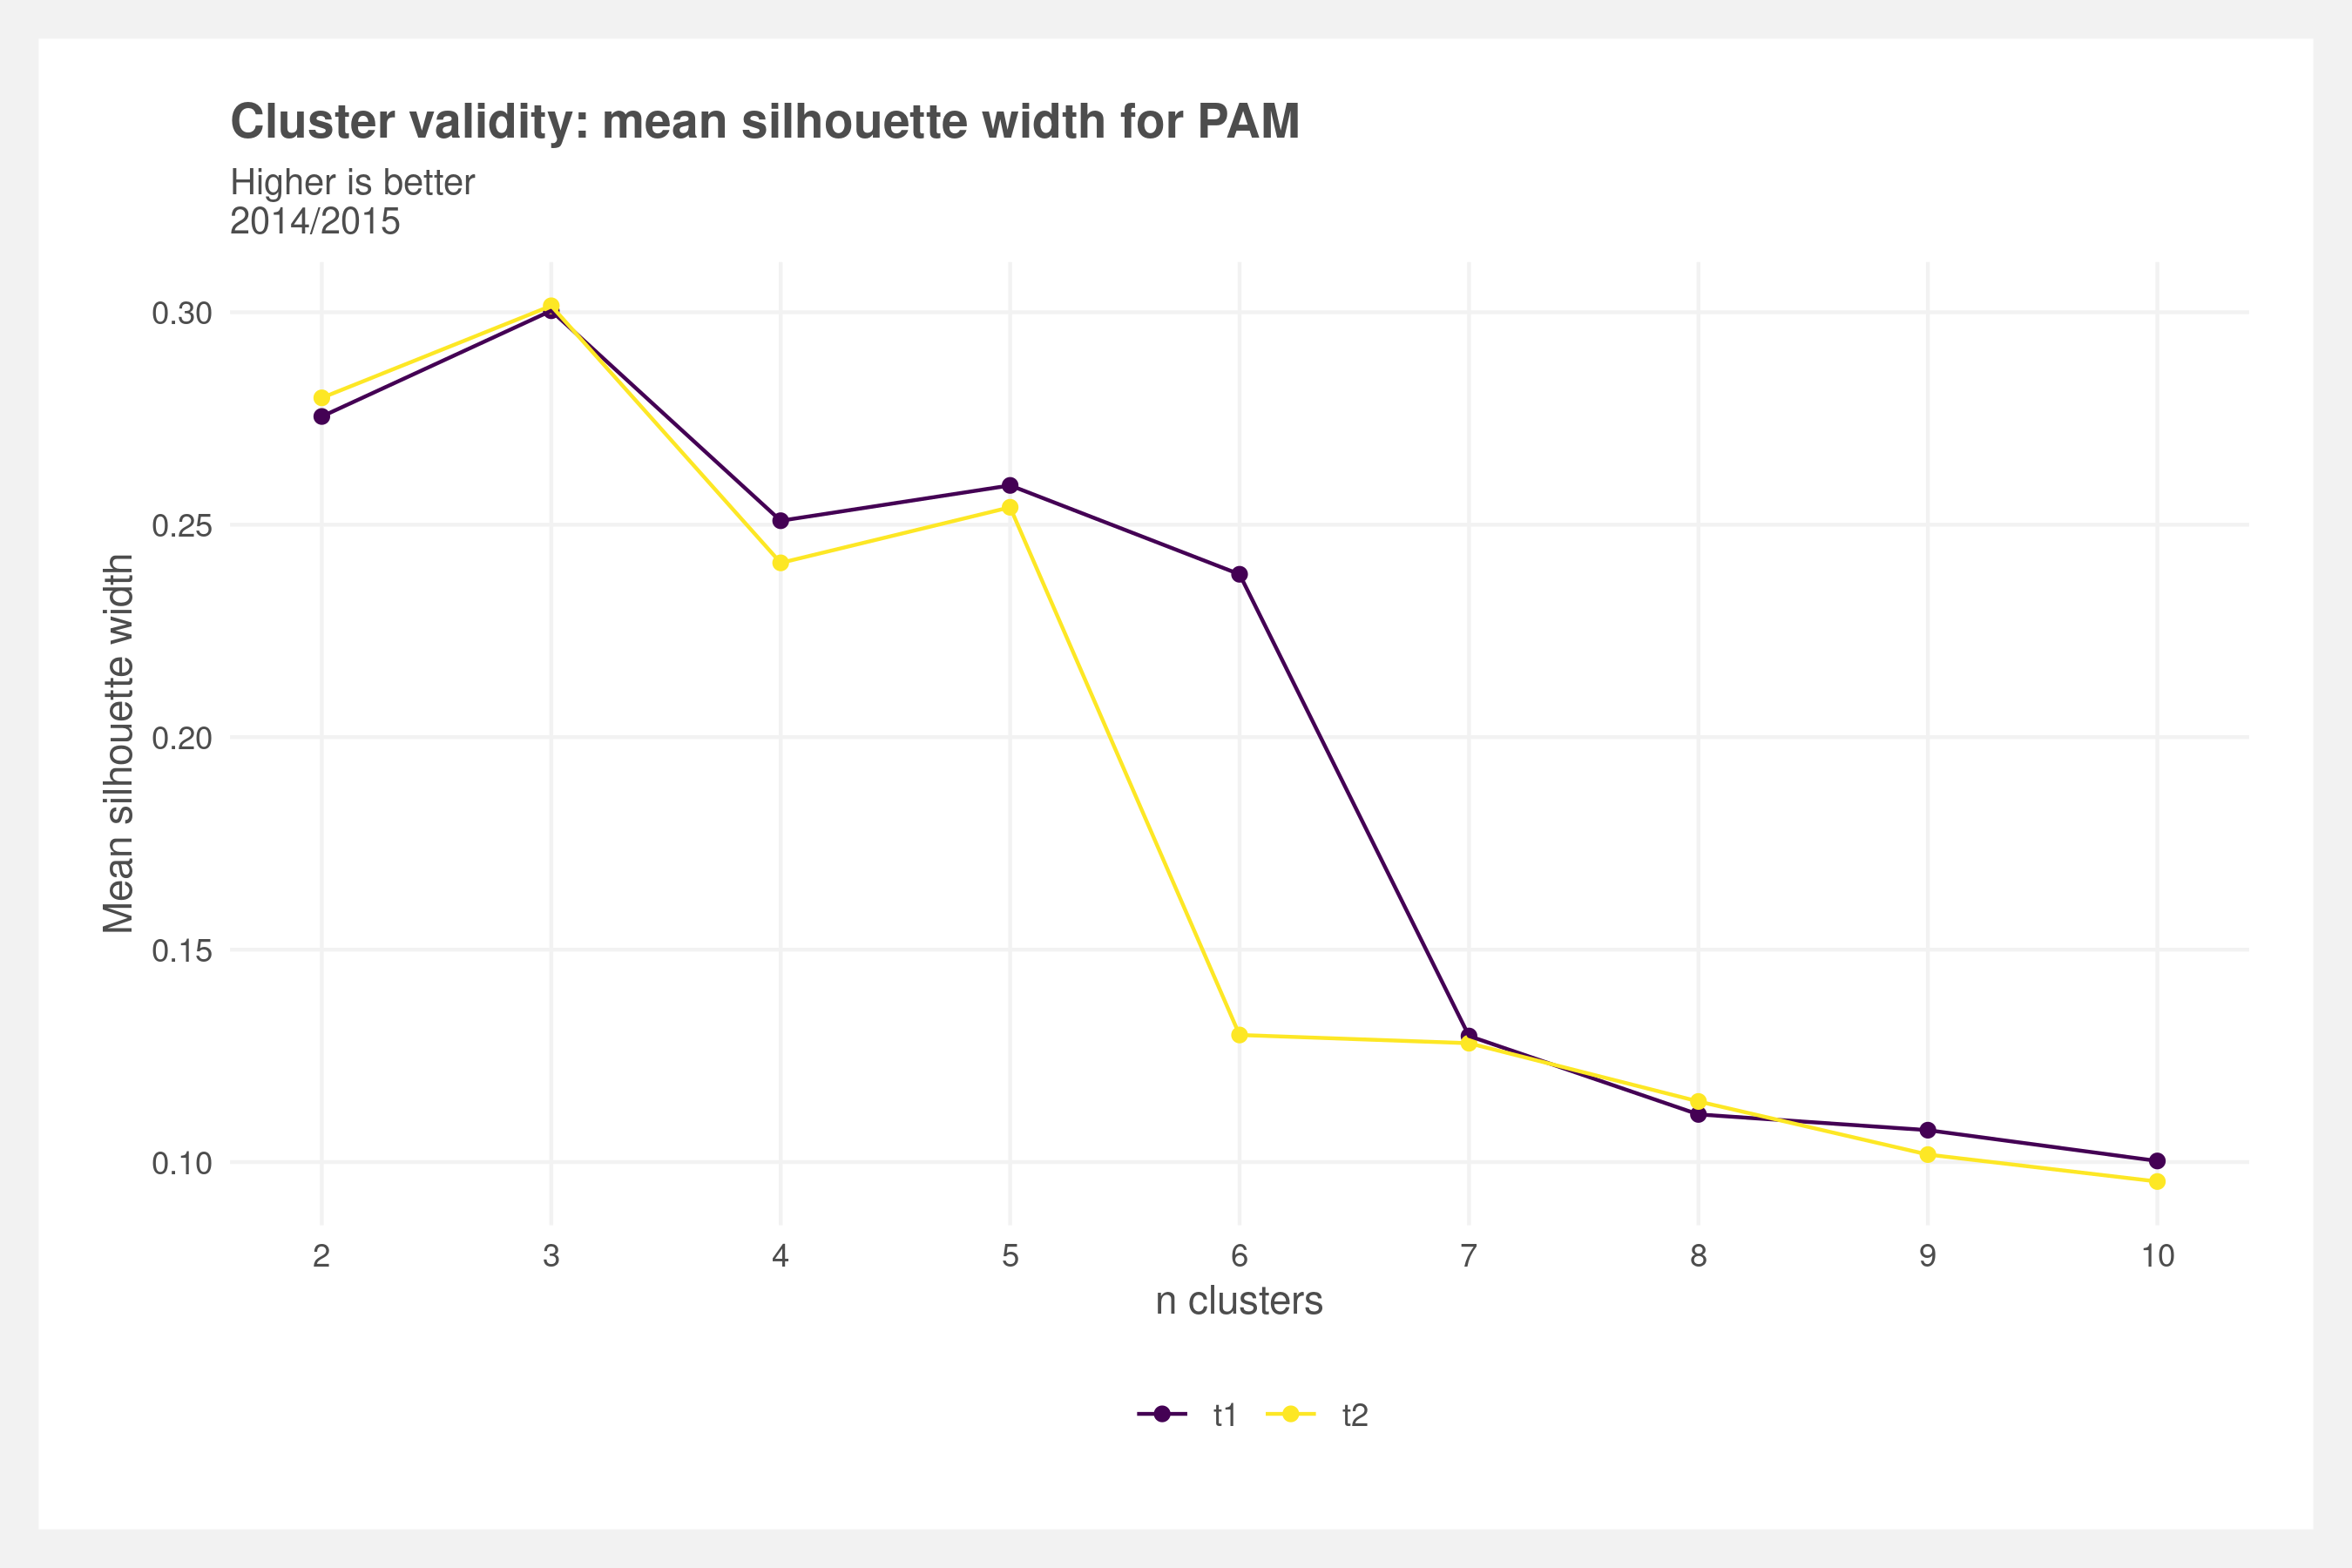 Cluster validity: mean silhouette width for PAM
Higher is better
2014/2015
Mean silhouette width
0.30
0.25
0.20
0.15
0.10
2 3 4 5 6 7 8 9 10
n clusters
t1 t2